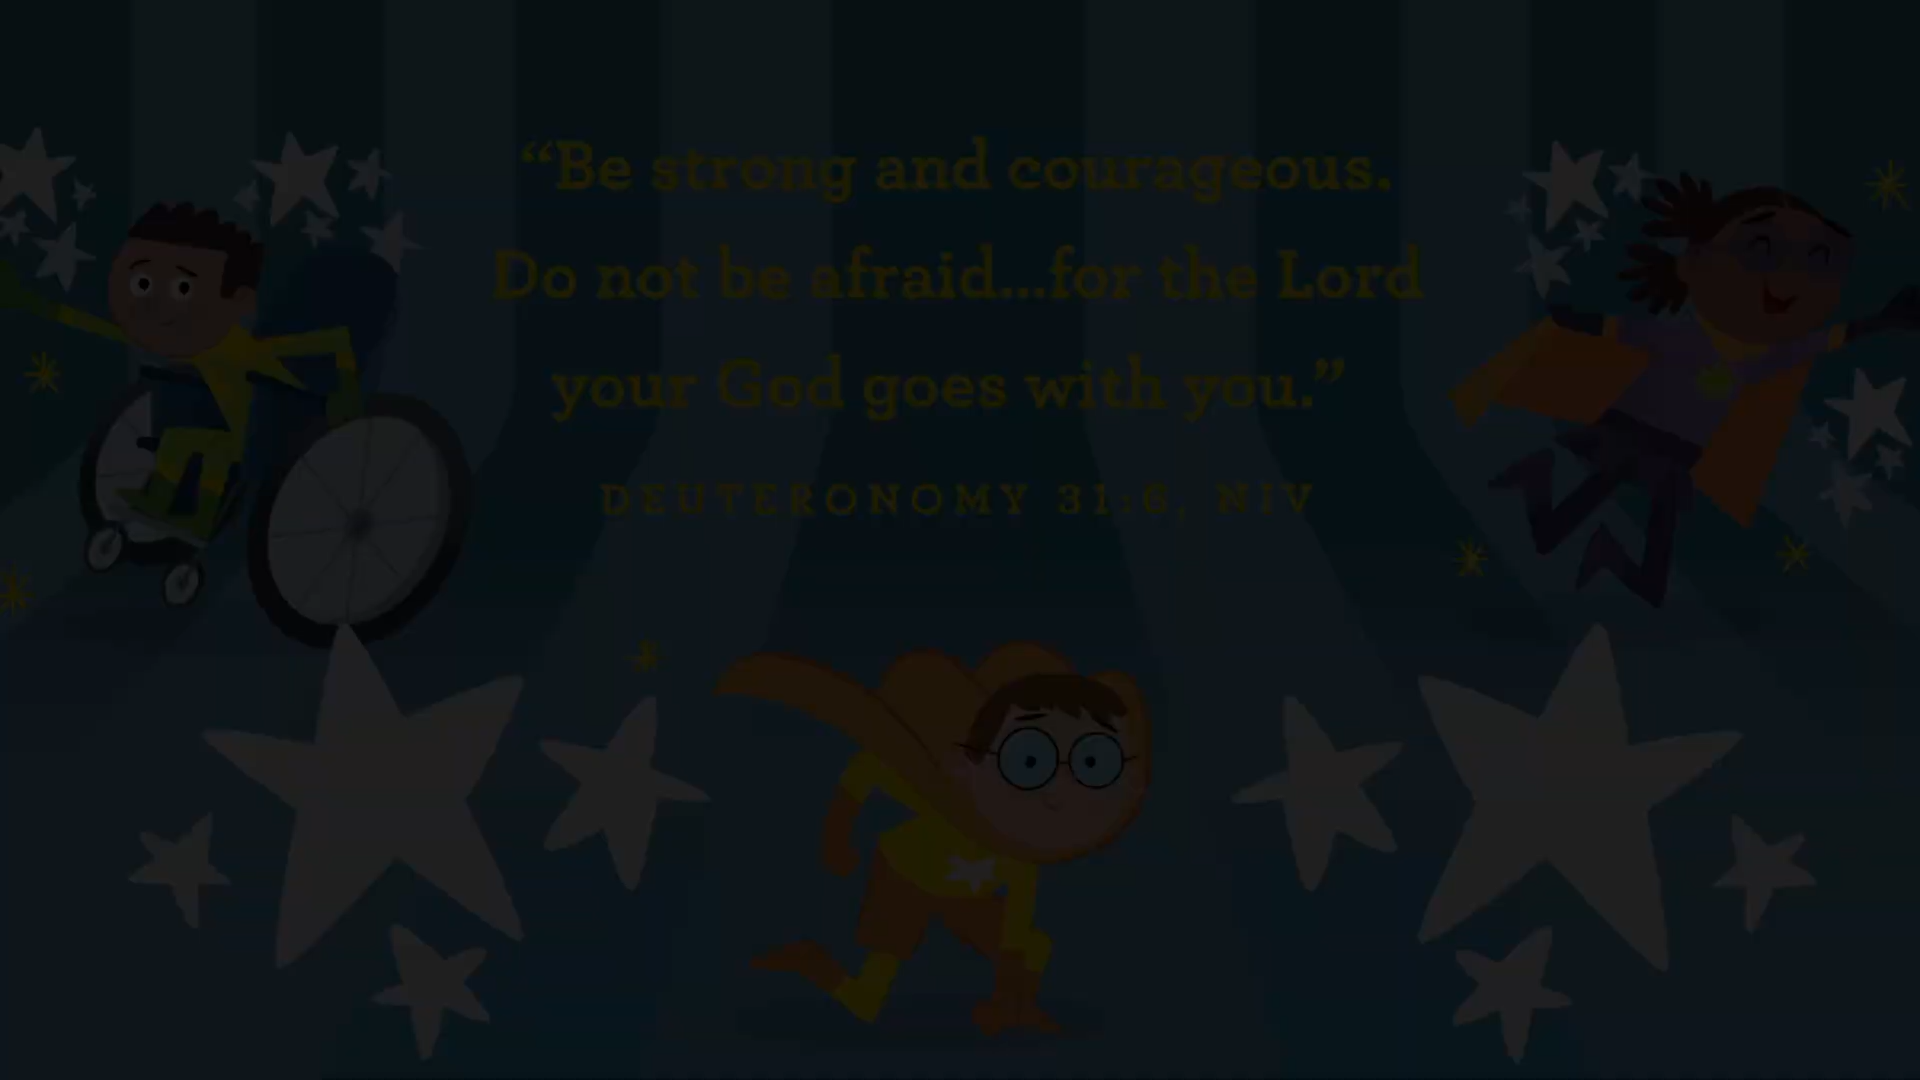 “Be strong and courageous.
Do not be afraid...for the Lord
your God goes with you.”
DEUTERONOMY 31:6, NIV